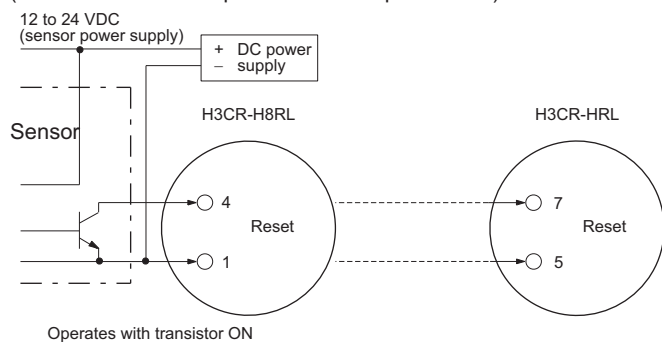 12 to 24 VDC
(sensor power supply)
+ DC power
− supply
H3CR-H8RL
H3CR-HRL
Sensor
4
Reset
7
Reset
1
5
Operates with transistor ON